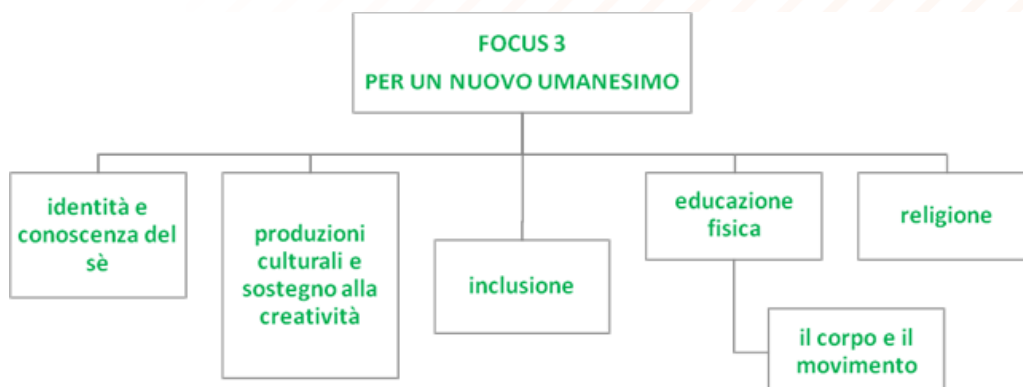 FOCUS 3
PER UN NUOVO UMANESIMO
identità e
conoscenza del
sè
produzioni
culturali e
sostegno alla
creatività
inclusione
educazione
fisica
religione
il corpo e il
movimento